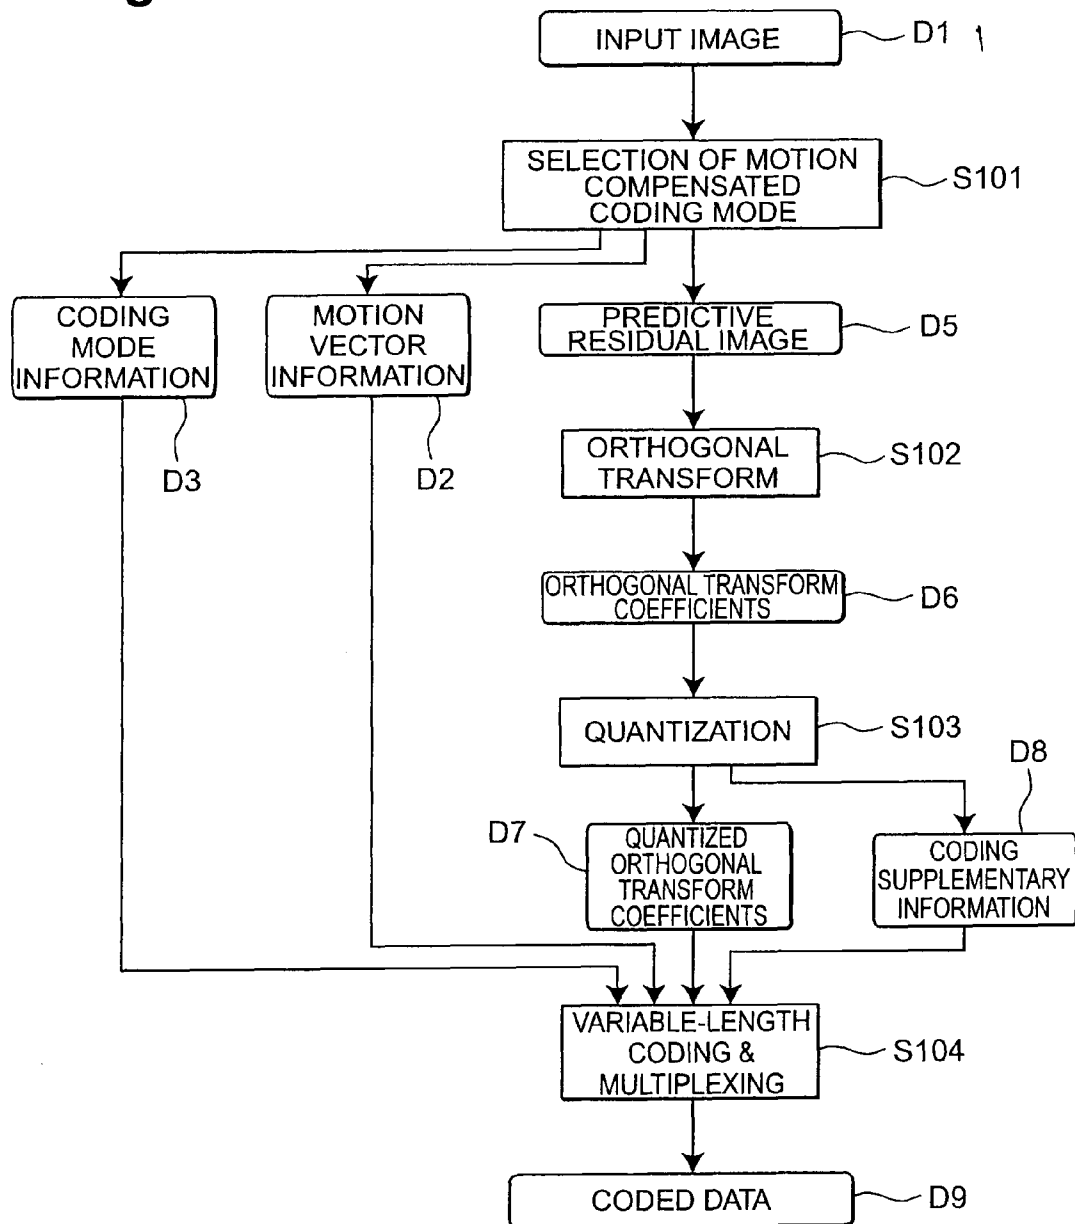 INPUT IMAGE
D1
SELECTION OF MOTION
COMPENSATED
CODING MODE
S101
CODING
MODE
INFORMATION
D3
MOTION
VECTOR
INFORMATION
D2
PREDICTIVE
RESIDUAL IMAGE
D5
ORTHOGONAL
TRANSFORM
S102
ORTHOGONAL TRANSFORM
COEFFICIENTS
D6
QUANTIZATION
S103
D7
QUANTIZED
ORTHOGONAL
TRANSFORM
COEFFICIENTS
D8
CODING
SUPPLEMENTARY
INFORMATION
VARIABLE-LENGTH
CODING &
MULTIPLEXING
S104
CODED DATA
D9